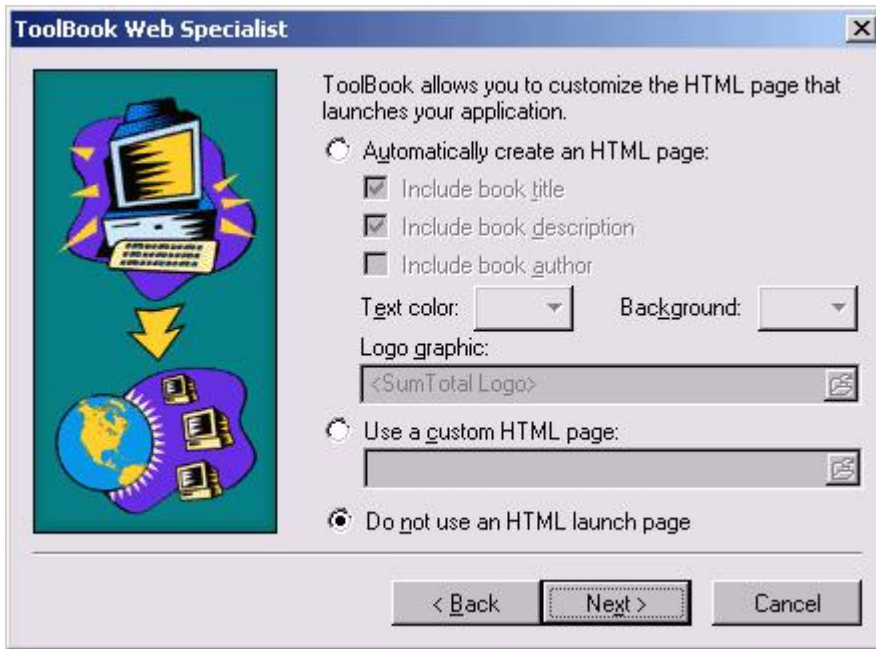 ToolBook Web Specialist
ToolBook allows you to customize the HTML page that
launches your application.
Automatically create an HTML page:
Include book title
Include book description
Include book author
Text color: Background:
Logo graphic:
<SumTotal Logo>
Use a custom HTML page:
Do not use an HTML launch page
< Back Next > Cancel